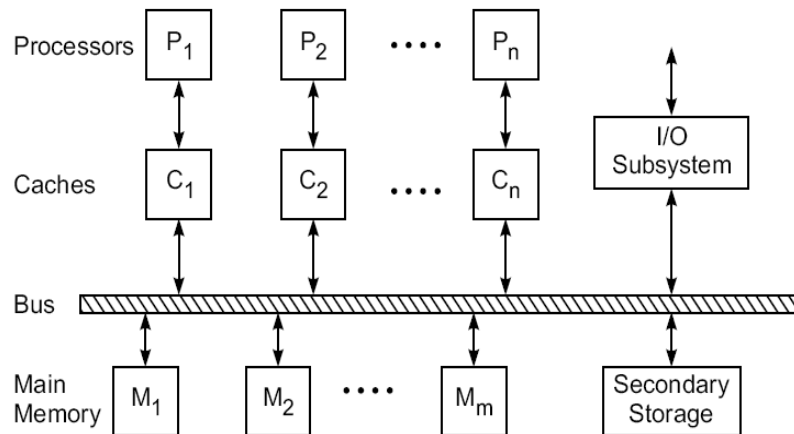 Processors P1 P2 .... Pn
I/O
Subsystem
Caches C1 C2 .... Cn
Bus
Main
Memory M1 M2 .... Mm
Secondary
Storage